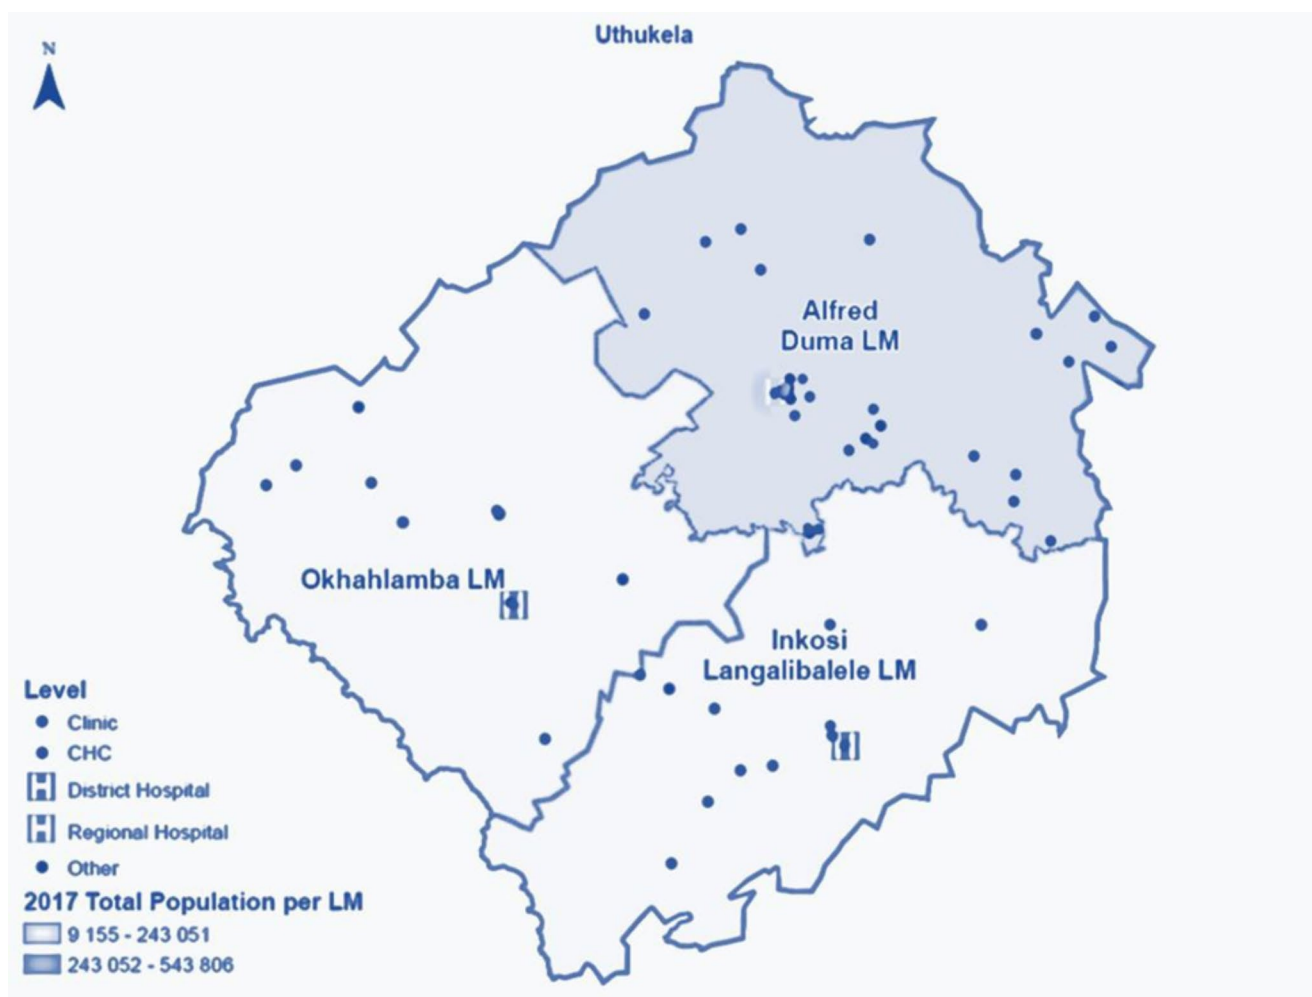 Uthukela
N
Alfred
Duma LM
Okhahlamba LM
Inkosi
Langalibalele LM
Level
Clinic
CHC
District Hospital
Regional Hospital
Other
2017 Total Population per LM
9 155 - 243 051
243 052 - 543 806